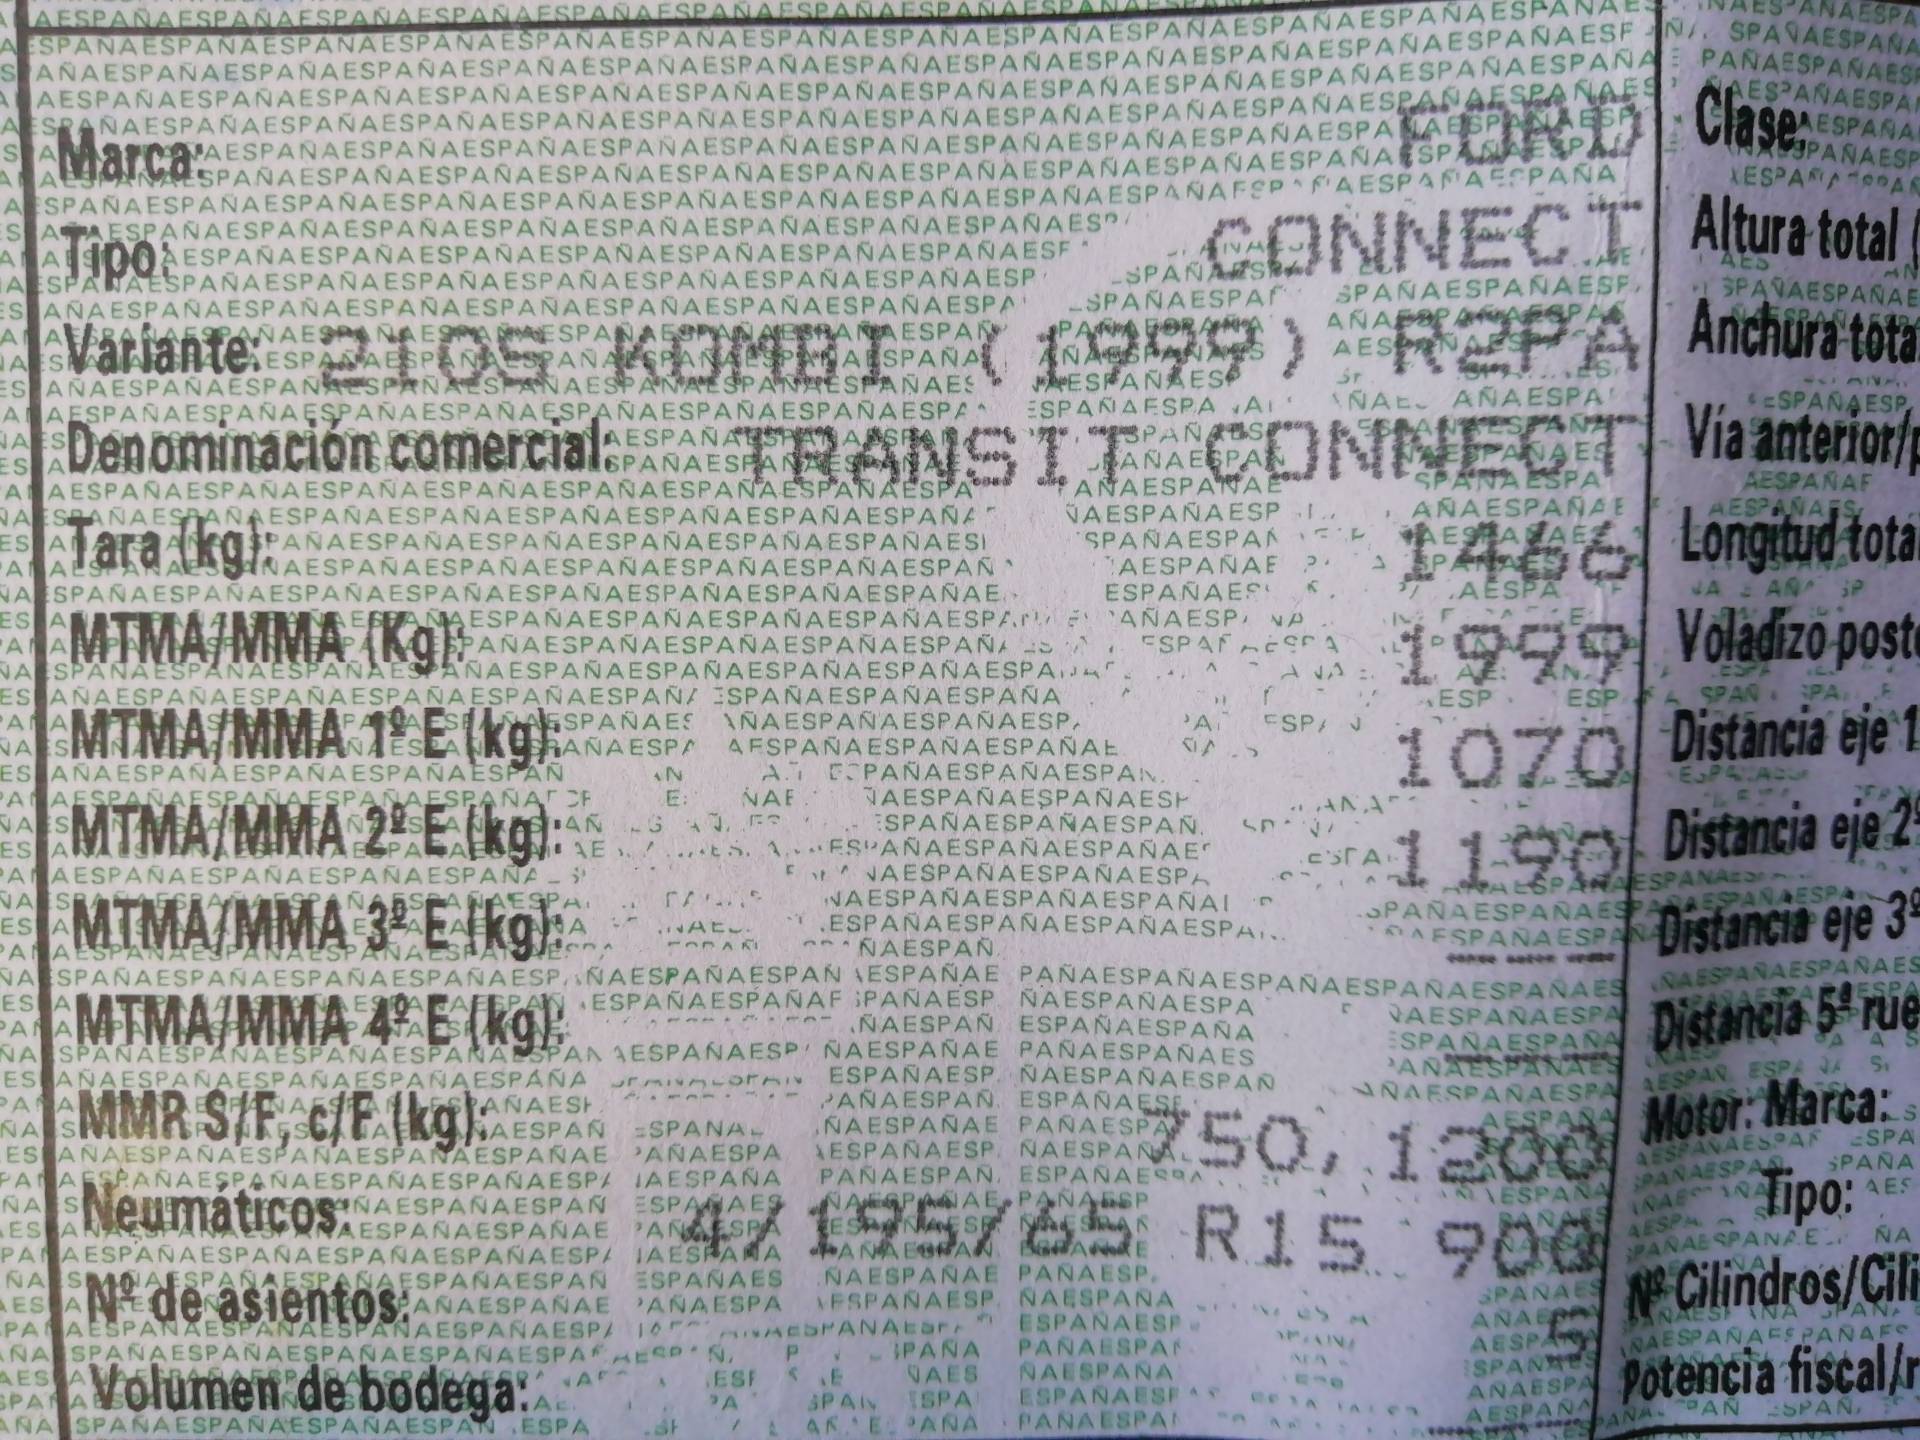 Marca: FORD
Tipo: CONNECT
Variante: 210S KOMBI (1999) R2PA
Denominación comercial: TRANSIT CONNECT
Tara (kg): 1466
MTMA/MMA (Kg): 1999
MTMA/MMA 1º E (kg): 1070
MTMA/MMA 2º E (kg): 1190
MTMA/MMA 3º E (kg): ---
MTMA/MMA 4º E (kg): ---
MMR S/F, c/F (kg): 750, 1200
Neumáticos: 4/195/65 R15 900
Nº de asientos: 5
Volumen de bodega: ---
Clase:
Altura total (
Anchura tota
Vía anterior/p
Longitud tota
Voladizo poste
Distancia eje 1
Distancia eje 2º
Distancia eje 3º
Distancia 5ª rue
Motor: Marca:
Tipo:
Nº Cilindros/Cili
Potencia fiscal/r